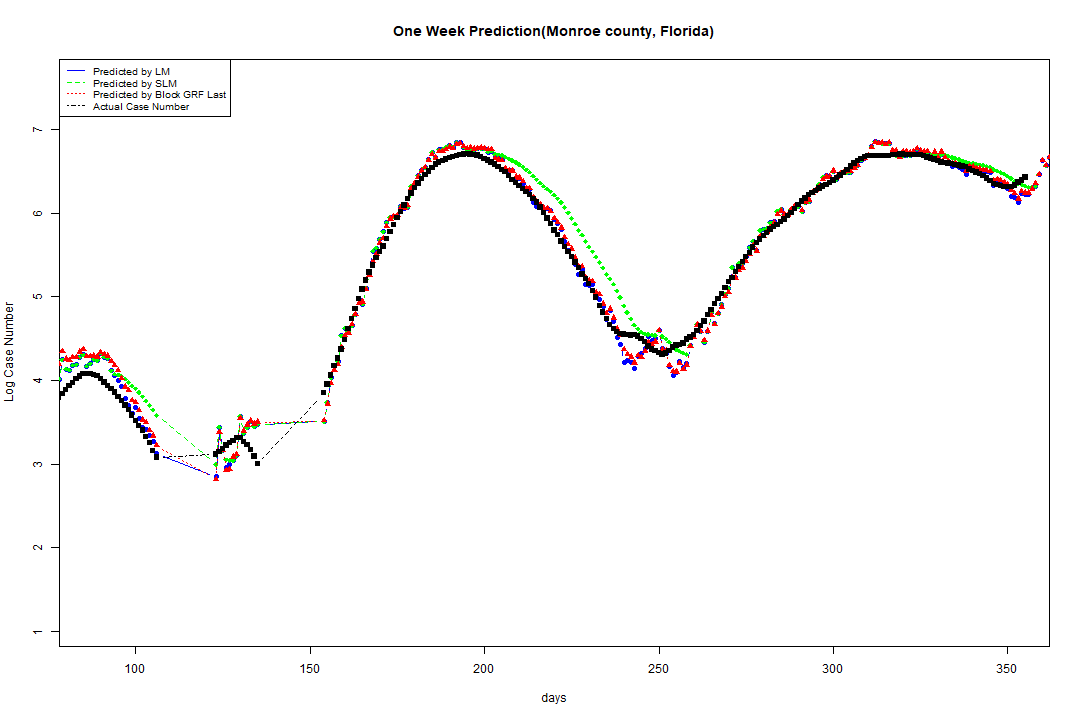 One Week Prediction(Monroe county, Florida)
Predicted by LM
Predicted by SLM
Predicted by Block GRF Last
Actual Case Number
Log Case Number
7
6
5
4
3
2
1
100 150 200 250 300 350
days